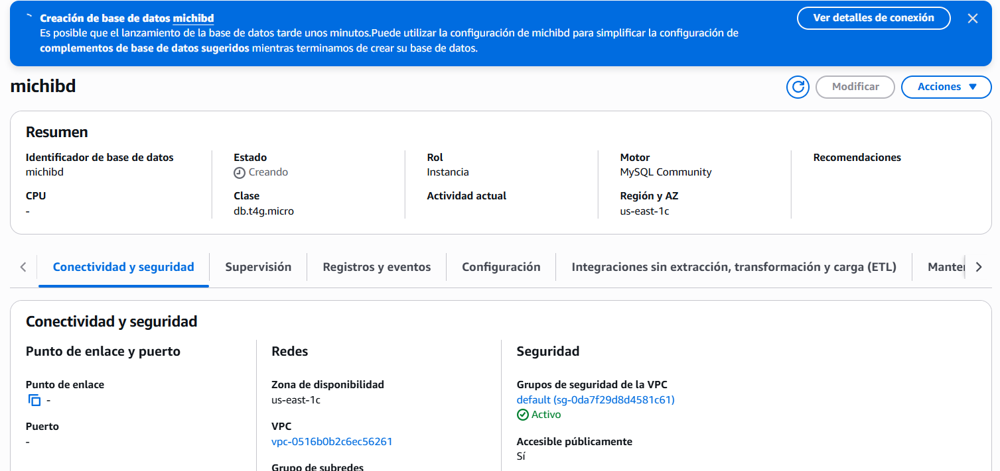 Creación de base de datos michibd
Ver detalles de conexión
Es posible que el lanzamiento de la base de datos tarde unos minutos.Puede utilizar la configuración de michibd para simplificar la configuración de
complementos de base de datos sugeridos mientras terminamos de crear su base de datos.
michibd
Modificar
Acciones
Resumen
Identificador de base de datos
michibd
CPU
-
Estado
Creando
Clase
db.t4g.micro
Rol
Instancia
Actividad actual
Motor
MySQL Community
Región y AZ
us-east-1c
Recomendaciones
Conectividad y seguridad
Supervisión
Registros y eventos
Configuración
Integraciones sin extracción, transformación y carga (ETL)
Conectividad y seguridad
Punto de enlace y puerto
Punto de enlace
-
Puerto
-
Redes
Zona de disponibilidad
us-east-1c
VPC
vpc-0516b0b2c6ec56261
Grupo de subredes
Seguridad
Grupos de seguridad de la VPC
default (sg-0da7f29d8d4581c61)
Activo
Accesible públicamente
Sí